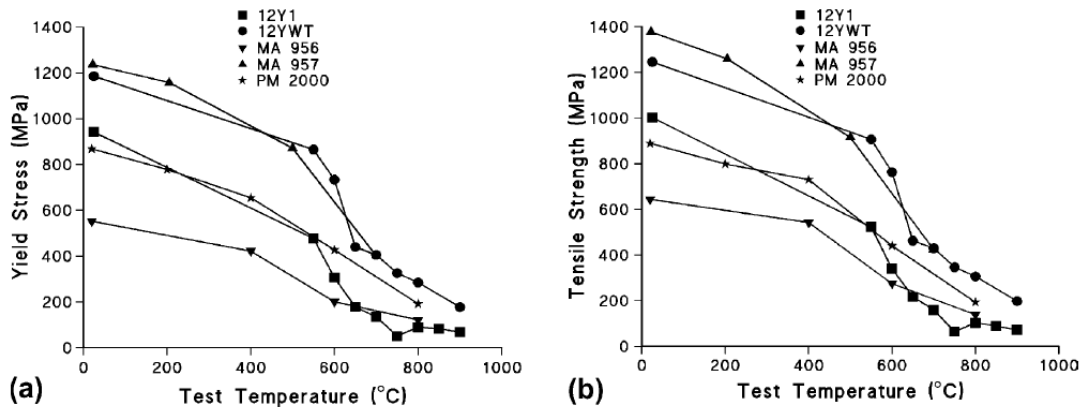 12Y1
12YWT
MA 956
MA 957
PM 2000
1400
1200
1000
800
600
400
200
0
Yield Stress (MPa)
0 200 400 600 800 1000
Test Temperature (°C)
(a)
12Y1
12YWT
MA 956
MA 957
PM 2000
1400
1200
1000
800
600
400
200
0
Tensile Strength (MPa)
0 200 400 600 800 1000
Test Temperature (°C)
(b)